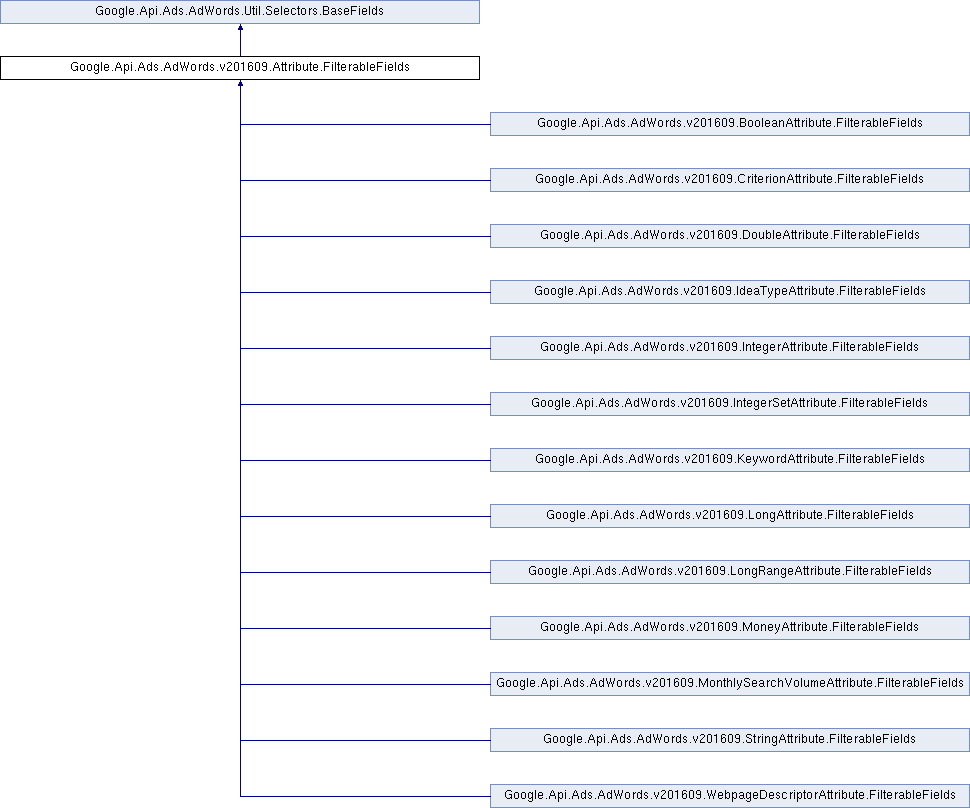 Google.Api.Ads.AdWords.Util.Selectors.BaseFields
Google.Api.Ads.AdWords.v201609.Attribute.FilterableFields
Google.Api.Ads.AdWords.v201609.BooleanAttribute.FilterableFields
Google.Api.Ads.AdWords.v201609.CriterionAttribute.FilterableFields
Google.Api.Ads.AdWords.v201609.DoubleAttribute.FilterableFields
Google.Api.Ads.AdWords.v201609.IdeaTypeAttribute.FilterableFields
Google.Api.Ads.AdWords.v201609.IntegerAttribute.FilterableFields
Google.Api.Ads.AdWords.v201609.IntegerSetAttribute.FilterableFields
Google.Api.Ads.AdWords.v201609.KeywordAttribute.FilterableFields
Google.Api.Ads.AdWords.v201609.LongAttribute.FilterableFields
Google.Api.Ads.AdWords.v201609.LongRangeAttribute.FilterableFields
Google.Api.Ads.AdWords.v201609.MoneyAttribute.FilterableFields
Google.Api.Ads.AdWords.v201609.MonthlySearchVolumeAttribute.FilterableFields
Google.Api.Ads.AdWords.v201609.StringAttribute.FilterableFields
Google.Api.Ads.AdWords.v201609.WebpageDescriptorAttribute.FilterableFields